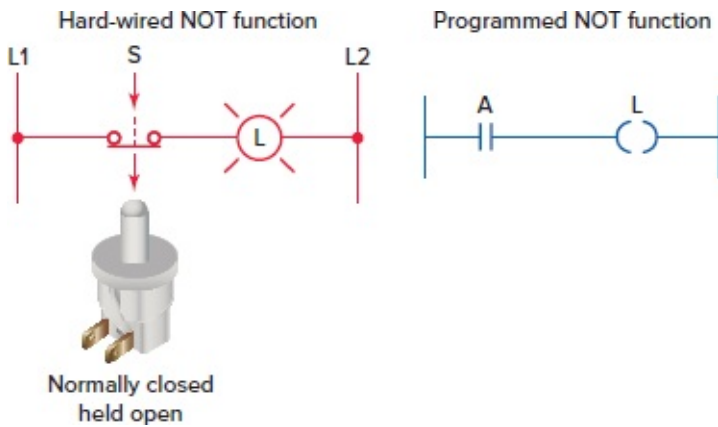 Hard-wired NOT function
L1
S
L2
L
Normally closed
held open
Programmed NOT function
A
L